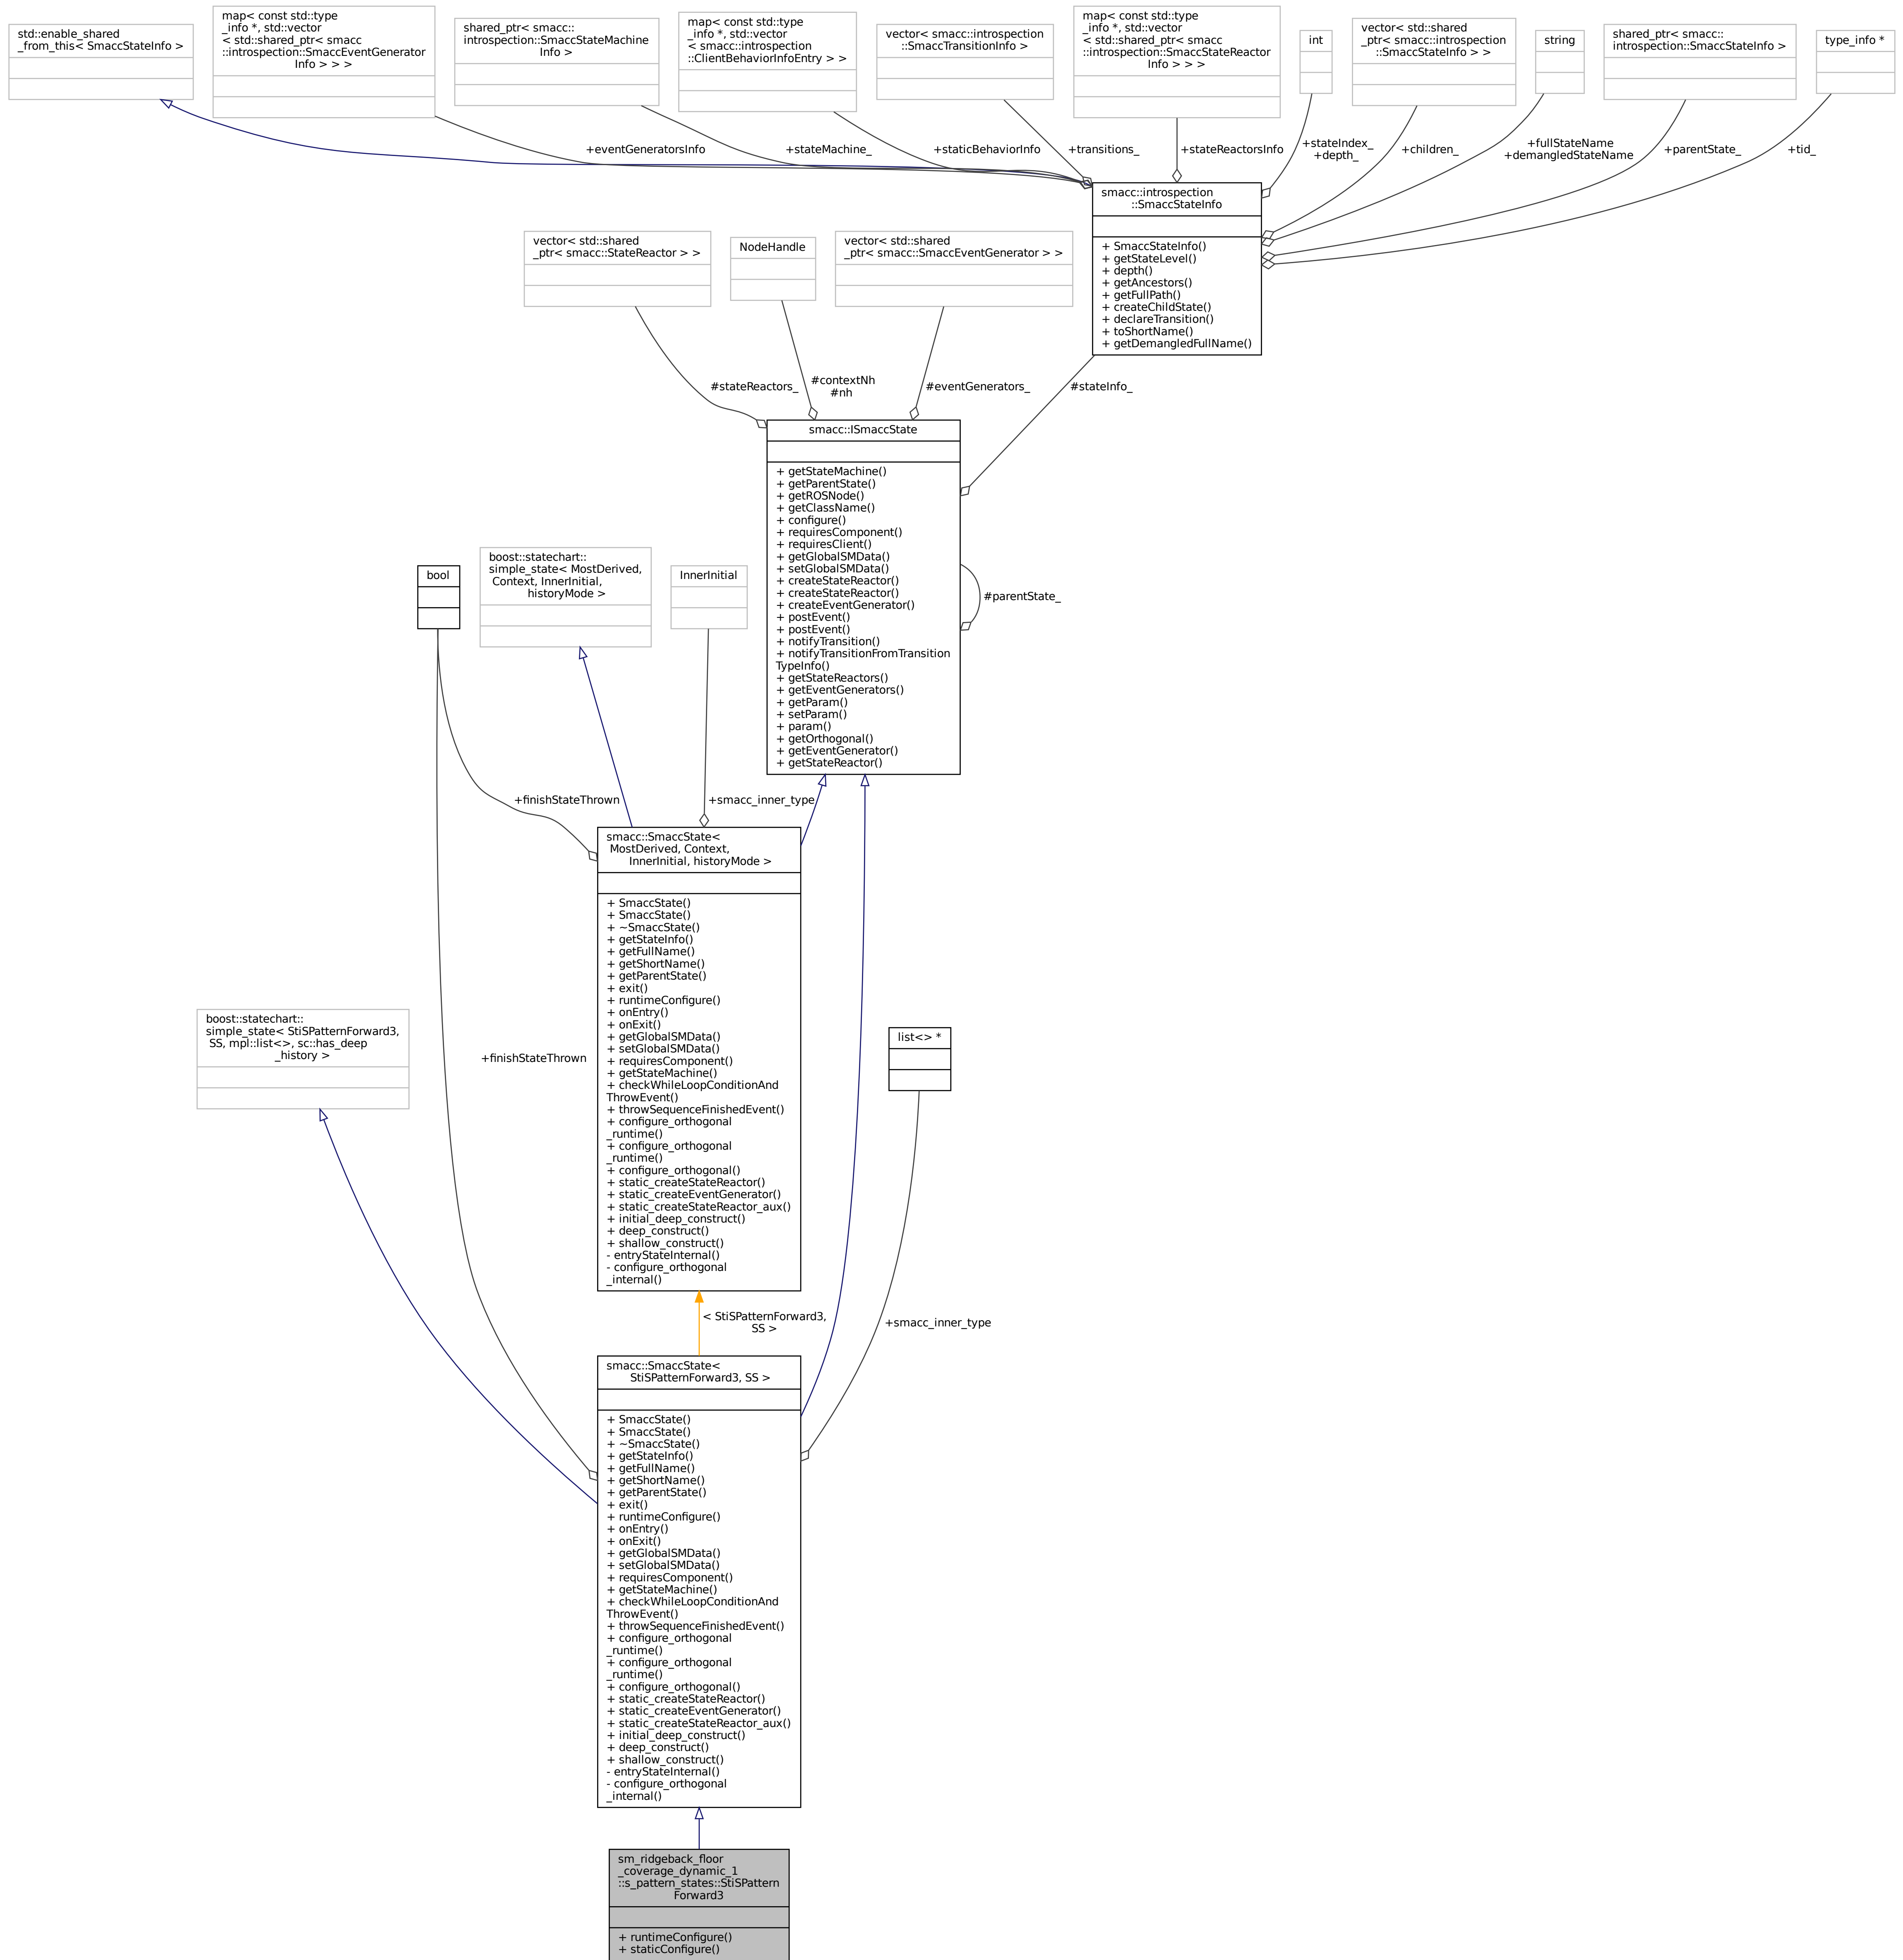 std::enable_shared
_from_this< SmaccStateInfo >
map< const std::type
_info *, std::vector
< std::shared_ptr< smacc
::introspection::SmaccEventGenerator
Info > > >
shared_ptr< smacc::
introspection::SmaccStateMachine
Info >
map< const std::type
_info *, std::vector
< smacc::introspection
::ClientBehaviorInfoEntry > >
vector< smacc::introspection
::SmaccTransitionInfo >
map< const std::type
_info *, std::vector
< std::shared_ptr< smacc
::introspection::SmaccStateReactor
Info > > >
int
vector< std::shared
_ptr< smacc::introspection
::SmaccStateInfo > >
string
shared_ptr< smacc::
introspection::SmaccStateInfo >
type_info *
+eventGeneratorsInfo
+stateMachine_
+staticBehaviorInfo
+transitions_
+stateReactorsInfo
+stateIndex_
+depth_
+children_
+fullStateName
+demangledStateName
+parentState_
+tid_
smacc::introspection
::SmaccStateInfo
+ SmaccStateInfo()
+ getStateLevel()
+ depth()
+ getAncestors()
+ getFullPath()
+ createChildState()
+ declareTransition()
+ toShortName()
+ getDemangledFullName()
vector< std::shared
_ptr< smacc::StateReactor > >
NodeHandle
vector< std::shared
_ptr< smacc::SmaccEventGenerator > >
#stateReactors_
#contextNh
#nh
#eventGenerators_
#stateInfo_
smacc::ISmaccState
+ getStateMachine()
+ getParentState()
+ getROSNode()
+ getClassName()
+ configure()
+ requiresComponent()
+ requiresClient()
+ getGlobalSMData()
+ setGlobalSMData()
+ createStateReactor()
+ createStateReactor()
+ createEventGenerator()
+ postEvent()
+ postEvent()
+ notifyTransition()
+ notifyTransitionFromTransition
TypeInfo()
+ getStateReactors()
+ getEventGenerators()
+ getParam()
+ setParam()
+ param()
+ getOrthogonal()
+ getEventGenerator()
+ getStateReactor()
#parentState_
bool
boost::statechart::
simple_state< MostDerived,
Context, InnerInitial,
historyMode >
InnerInitial
+finishStateThrown
+smacc_inner_type
smacc::SmaccState<
MostDerived, Context,
InnerInitial, historyMode >
+ SmaccState()
+ SmaccState()
+ ~SmaccState()
+ getStateInfo()
+ getFullName()
+ getShortName()
+ getParentState()
+ exit()
+ runtimeConfigure()
+ onEntry()
+ onExit()
+ getGlobalSMData()
+ setGlobalSMData()
+ requiresComponent()
+ getStateMachine()
+ checkWhileLoopConditionAnd
ThrowEvent()
+ throwSequenceFinishedEvent()
+ configure_orthogonal
_runtime()
+ configure_orthogonal
_runtime()
+ configure_orthogonal()
+ static_createStateReactor()
+ static_createEventGenerator()
+ static_createStateReactor_aux()
+ initial_deep_construct()
+ deep_construct()
+ shallow_construct()
- entryStateInternal()
- configure_orthogonal
_internal()
boost::statechart::
simple_state< StiSPatternForward3,
SS, mpl::list<>, sc::has_deep
_history >
+finishStateThrown
list<> *
< StiSPatternForward3,
SS >
+smacc_inner_type
smacc::SmaccState<
StiSPatternForward3, SS >
+ SmaccState()
+ SmaccState()
+ ~SmaccState()
+ getStateInfo()
+ getFullName()
+ getShortName()
+ getParentState()
+ exit()
+ runtimeConfigure()
+ onEntry()
+ onExit()
+ getGlobalSMData()
+ setGlobalSMData()
+ requiresComponent()
+ getStateMachine()
+ checkWhileLoopConditionAnd
ThrowEvent()
+ throwSequenceFinishedEvent()
+ configure_orthogonal
_runtime()
+ configure_orthogonal
_runtime()
+ configure_orthogonal()
+ static_createStateReactor()
+ static_createEventGenerator()
+ static_createStateReactor_aux()
+ initial_deep_construct()
+ deep_construct()
+ shallow_construct()
- entryStateInternal()
- configure_orthogonal
_internal()
sm_ridgeback_floor
_coverage_dynamic_1
::s_pattern_states::StiSPattern
Forward3
+ runtimeConfigure()
+ staticConfigure()